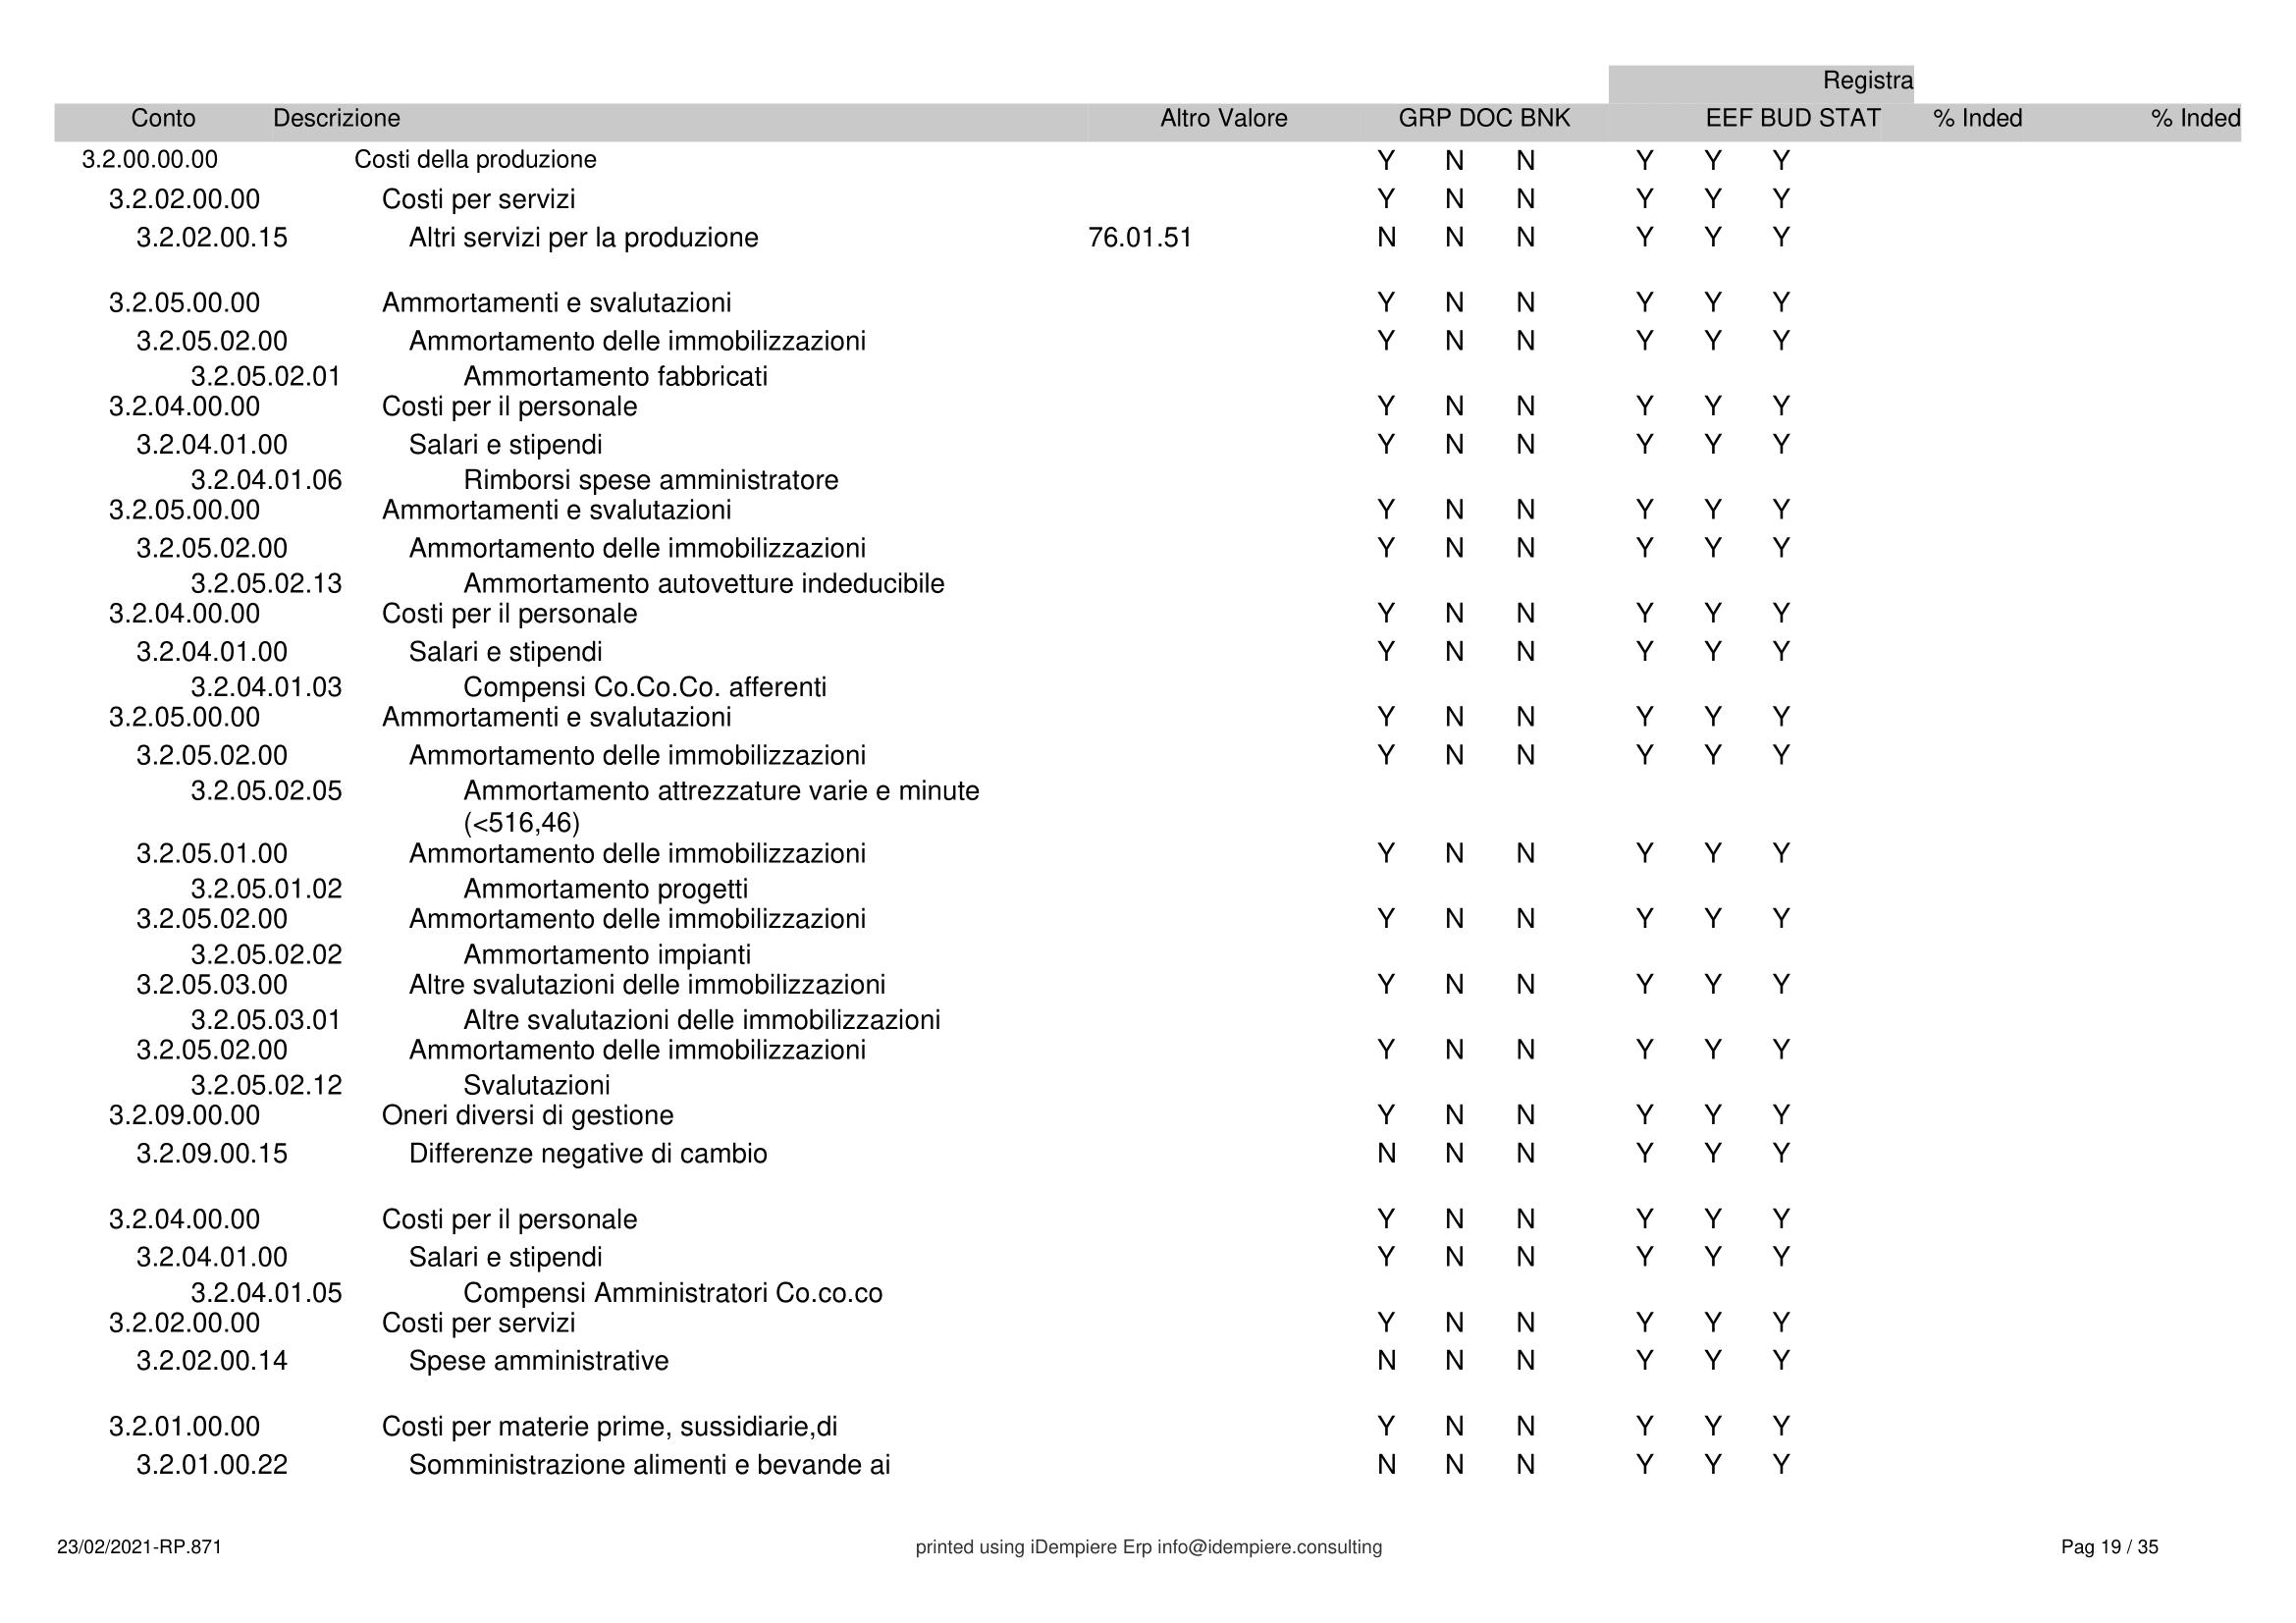 Registra
Conto Descrizione Altro Valore GRP DOC BNK EEF BUD STAT % Inded % Inded
3.2.00.00.00 Costi della produzione Y N N Y Y Y
3.2.02.00.00 Costi per servizi Y N N Y Y Y
3.2.02.00.15 Altri servizi per la produzione 76.01.51 N N N Y Y Y
3.2.05.00.00 Ammortamenti e svalutazioni Y N N Y Y Y
3.2.05.02.00 Ammortamento delle immobilizzazioni Y N N Y Y Y
3.2.05.02.01 Ammortamento fabbricati
3.2.04.00.00 Costi per il personale Y N N Y Y Y
3.2.04.01.00 Salari e stipendi Y N N Y Y Y
3.2.04.01.06 Rimborsi spese amministratore
3.2.05.00.00 Ammortamenti e svalutazioni Y N N Y Y Y
3.2.05.02.00 Ammortamento delle immobilizzazioni Y N N Y Y Y
3.2.05.02.13 Ammortamento autovetture indeducibile
3.2.04.00.00 Costi per il personale Y N N Y Y Y
3.2.04.01.00 Salari e stipendi Y N N Y Y Y
3.2.04.01.03 Compensi Co.Co.Co. afferenti
3.2.05.00.00 Ammortamenti e svalutazioni Y N N Y Y Y
3.2.05.02.00 Ammortamento delle immobilizzazioni Y N N Y Y Y
3.2.05.02.05 Ammortamento attrezzature varie e minute
(<516,46)
3.2.05.01.00 Ammortamento delle immobilizzazioni Y N N Y Y Y
3.2.05.01.02 Ammortamento progetti
3.2.05.02.00 Ammortamento delle immobilizzazioni Y N N Y Y Y
3.2.05.02.02 Ammortamento impianti
3.2.05.03.00 Altre svalutazioni delle immobilizzazioni Y N N Y Y Y
3.2.05.03.01 Altre svalutazioni delle immobilizzazioni
3.2.05.02.00 Ammortamento delle immobilizzazioni Y N N Y Y Y
3.2.05.02.12 Svalutazioni
3.2.09.00.00 Oneri diversi di gestione Y N N Y Y Y
3.2.09.00.15 Differenze negative di cambio N N N Y Y Y
3.2.04.00.00 Costi per il personale Y N N Y Y Y
3.2.04.01.00 Salari e stipendi Y N N Y Y Y
3.2.04.01.05 Compensi Amministratori Co.co.co
3.2.02.00.00 Costi per servizi Y N N Y Y Y
3.2.02.00.14 Spese amministrative N N N Y Y Y
3.2.01.00.00 Costi per materie prime, sussidiarie,di Y N N Y Y Y
3.2.01.00.22 Somministrazione alimenti e bevande ai N N N Y Y Y
23/02/2021-RP.871 printed using iDempiere Erp info@idempiere.consulting Pag 19 / 35